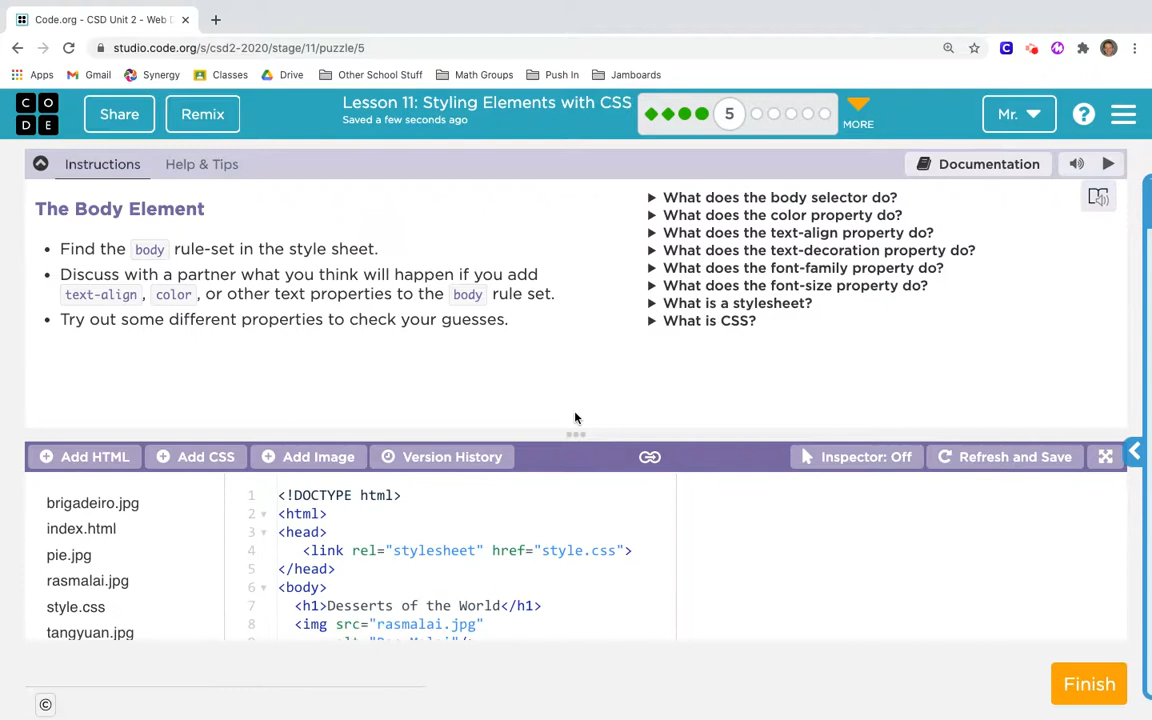 Code.org - CSD Unit 2 - Web D
studio.code.org/s/csd2-2020/stage/11/puzzle/5
Apps
Gmail
Synergy
Classes
Drive
Other School Stuff
Math Groups
Push In
Jamboards
C O
D E
Share
Remix
Lesson 11: Styling Elements with CSS
Saved a few seconds ago
5
MORE
Mr.
Instructions
Help & Tips
Documentation
The Body Element
• Find the body rule-set in the style sheet.
• Discuss with a partner what you think will happen if you add
text-align, color, or other text properties to the body rule set.
• Try out some different properties to check your guesses.
What does the body selector do?
What does the color property do?
What does the text-align property do?
What does the text-decoration property do?
What does the font-family property do?
What does the font-size property do?
What is a stylesheet?
What is CSS?
Add HTML
Add CSS
Add Image
Version History
Inspector: Off
Refresh and Save
brigadeiro.jpg
index.html
pie.jpg
rasmalai.jpg
style.css
tangyuan.jpg
1 <!DOCTYPE html>
2 <html>
3 <head>
4 <link rel="stylesheet" href="style.css">
5 </head>
6 <body>
7 <h1>Desserts of the World</h1>
8 <img src="rasmalai.jpg"
Finish
©